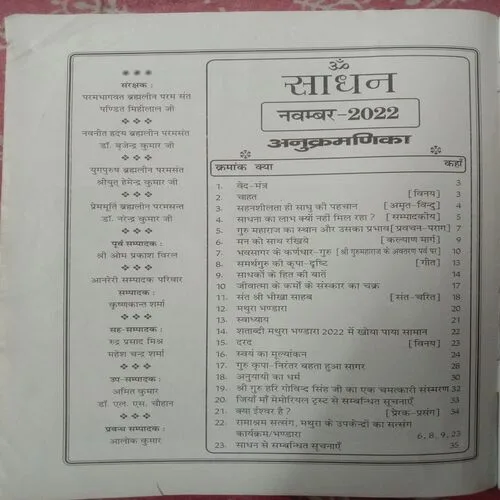 संरक्षक :
परमभागवत ब्रह्मलीन परम संत
पण्डित मिहीलाल जी
नवनीत हृदय ब्रह्मलीन परमसंत
डॉ. बृजेन्द्र कुमार जी
युगपुरुष ब्रह्मलीन परमसंत
श्रीयुत् हेमेन्द्र कुमार जी
प्रेममूर्ति ब्रह्मलीन परमसन्त
डॉ. नरेन्द्र कुमार जी
पूर्व सम्पादक :
श्री ओम प्रकाश विरल
आनरेरी सम्पादक परिवार
सम्पादक :
कृष्णकान्त शर्मा
सह-सम्पादक :
रुद्र प्रसाद मिश्र
महेश चन्द्र शर्मा
उप-सम्पादक :
अमित कुमार
डॉ. एल. एस. चौहान
प्रबन्ध सम्पादक :
आलोक कुमार
ॐ
साधन
नवम्बर-2022
अनुक्रमणिका
क्रमांक क्या कहाँ
1. वेद-मंत्र 3
2. चाहत [विनय] 3
3. सहनशीलता ही साधु की पहचान [अमृत-विन्दु] 4
4. साधना का लाभ क्यों नहीं मिल रहा ? [सम्पादकीय] 5
5. गुरु महाराज का स्थान और उसका प्रभाव [प्रवचन-पराग] 7
6. मन को साध रखिये [कल्याण मार्ग] 9
7. भवसागर के कर्णधार-गुरु [श्री गुरुमहाराज के अवतरण पर्व पर] 10
8. समर्थगुरु की कृपा-दृष्टि [गीत] 13
9. साधकों के हित की बातें 14
10. जीवात्मा के कर्मों के संस्कार का चक्र 17
11. संत श्री भीखा साहब [संत-चरित] 18
12. मथुरा भण्डारा 20
13. स्वाध्याय 21
14. शताब्दी मथुरा भण्डारा 2022 में खोया पाया सामान 22
15. दरद [विनय] 23
16. स्वयं का मूल्यांकन 24
17. गुरु कृपा-निरंतर बहता हुआ सागर 28
18. अनुयायी का धर्म 30
19. श्री गुरु हरि गोविन्द सिंह जी का एक चमत्कारी संस्मरण 32
20. जियाँ माँ मेमोरियल ट्रस्ट से सम्बन्धित सूचनाएँ 33
21. क्या ईश्वर है ? [प्रेरक-प्रसंग] 34
22. रामाश्रम सत्संग, मथुरा के उपकेन्द्रों का सत्संग
कार्यक्रम/भण्डारा 6, 8, 9, 23
23. साधन से सम्बन्धित सूचनाएँ 35